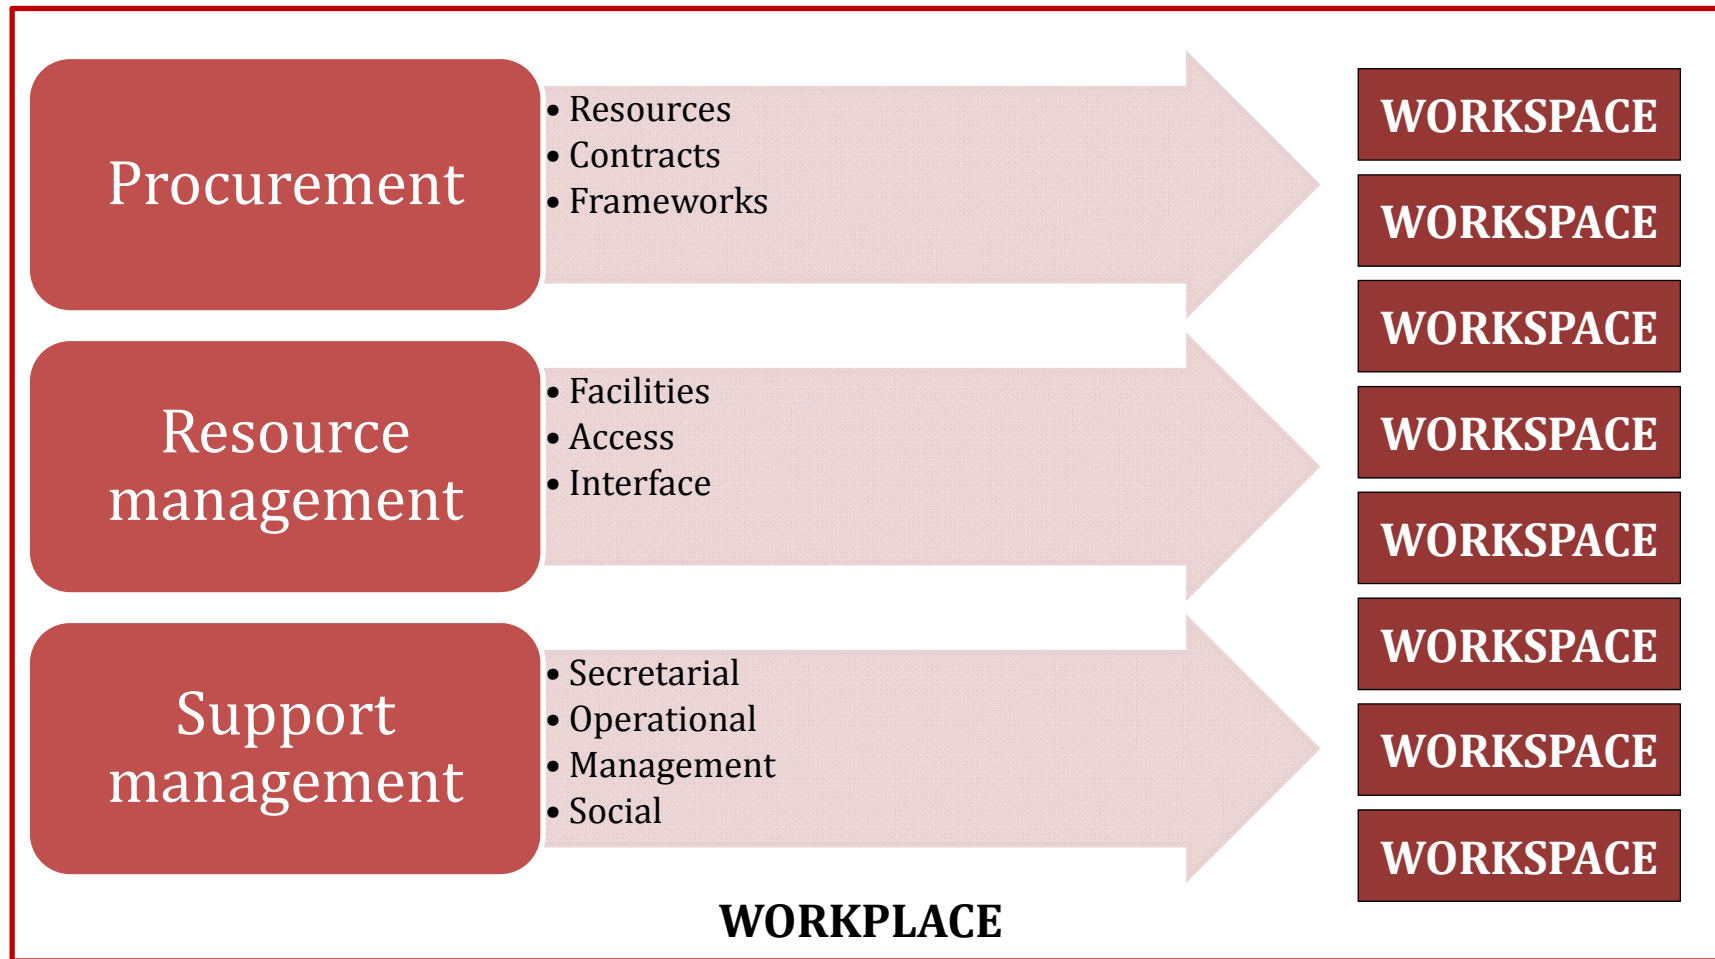 Procurement
• Resources
• Contracts
• Frameworks
Resource
management
• Facilities
• Access
• Interface
Support
management
• Secretarial
• Operational
• Management
• Social
WORKSPACE
WORKSPACE
WORKSPACE
WORKSPACE
WORKSPACE
WORKSPACE
WORKSPACE
WORKSPACE
WORKPLACE